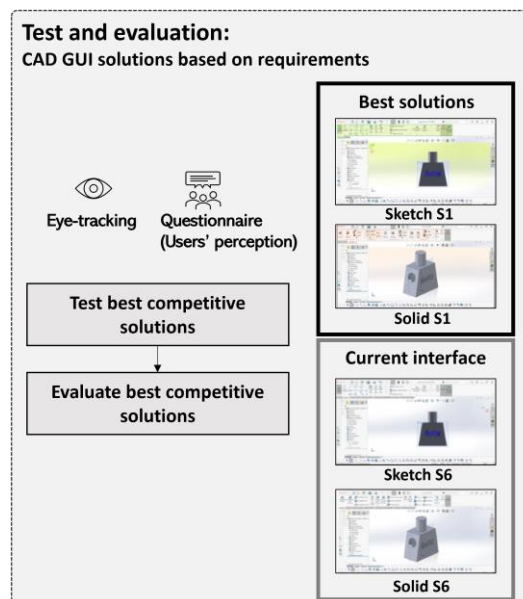 Test and evaluation:
CAD GUI solutions based on requirements
Eye-tracking
Questionnaire
(Users' perception)
Test best competitive
solutions
Evaluate best competitive
solutions
Best solutions
Sketch S1
Solid S1
Current interface
Sketch S6
Solid S6